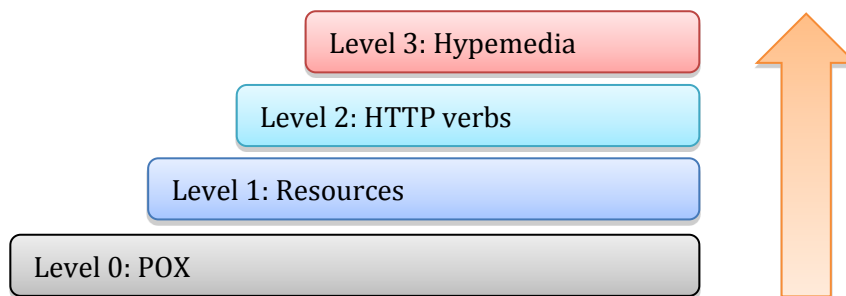 Level 3: Hypemedia
Level 2: HTTP verbs
Level 1: Resources
Level 0: POX